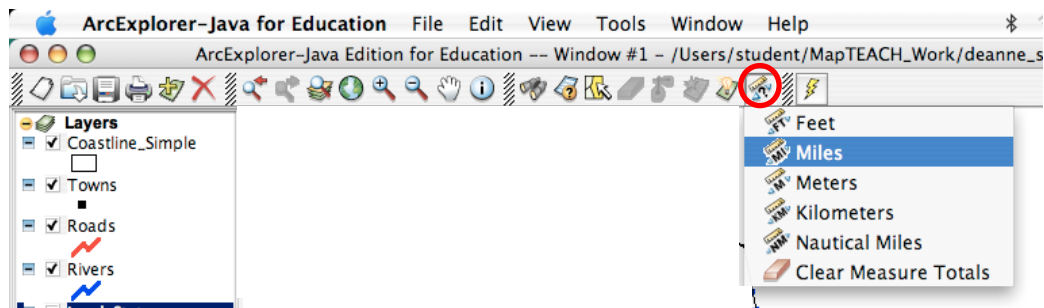 ArcExplorer-Java for Education File Edit View Tools Window Help
ArcExplorer-Java Edition for Education -- Window #1 - /Users/student/MapTEACH_Work/deanne_s
Layers
Coastline_Simple
Towns
Roads
Rivers
Feet
Miles
Meters
Kilometers
Nautical Miles
Clear Measure Totals